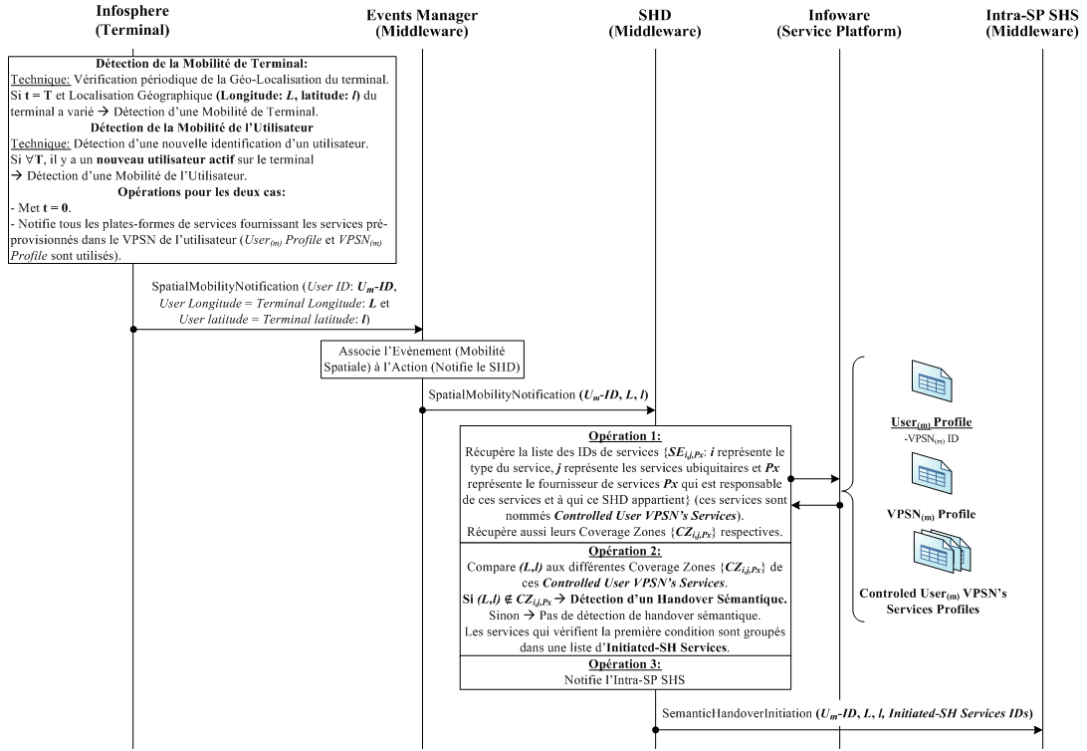 Infosphere
(Terminal)
Events Manager
(Middleware)
SHD
(Middleware)
Infoware
(Service Platform)
Intra-SP SHS
(Middleware)
Détection de la Mobilité de Terminal:
Technique: Vérification périodique de la Géo-Localisation du terminal.
Si t = T et Localisation Géographique (Longitude: L, latitude: l) du
terminal a varié → Détection d'une Mobilité de Terminal.
Détection de la Mobilité de l'Utilisateur
Technique: Détection d'une nouvelle identification d'un utilisateur.
Si ∀T, il y a un nouveau utilisateur actif sur le terminal
→ Détection d'une Mobilité de l'Utilisateur.
Opérations pour les deux cas:
- Met t = 0.
- Notifie tous les plates-formes de services fournissant les services pré-
provisionnés dans le VPSN de l'utilisateur (User(m) Profile et VPSN(m)
Profile sont utilisés).
SpatialMobilityNotification (User ID: Um-ID,
User Longitude = Terminal Longitude: L et
User latitude = Terminal latitude: l)
Associe l'Evènement (Mobilité
Spatiale) à l'Action (Notifie le SHD)
SpatialMobilityNotification (Um-ID, L, l)
Opération 1:
Récupère la liste des IDs de services {SEi,j,Px: i représente le
type du service, j représente les services ubiquitaires et Px
représente le fournisseur de services Px qui est responsable
de ces services et à qui ce SHD appartient} (ces services sont
nommés Controlled User VPSN's Services).
Récupère aussi leurs Coverage Zones {CZi,j,Px} respectives.
Opération 2:
Compare (L,l) aux différentes Coverage Zones {CZi,j,Px} de
ces Controlled User VPSN's Services.
Si (L,l) ∉ CZi,j,Px → Détection d'un Handover Sémantique.
Sinon → Pas de détection de handover sémantique.
Les services qui vérifient la première condition sont groupés
dans une liste d'Initiated-SH Services.
Opération 3:
Notifie l'Intra-SP SHS
User(m) Profile
-VPSN(m) ID
VPSN(m) Profile
Controled User(m) VPSN's
Services Profiles
SemanticHandoverInitiation (Um-ID, L, l, Initiated-SH Services IDs)